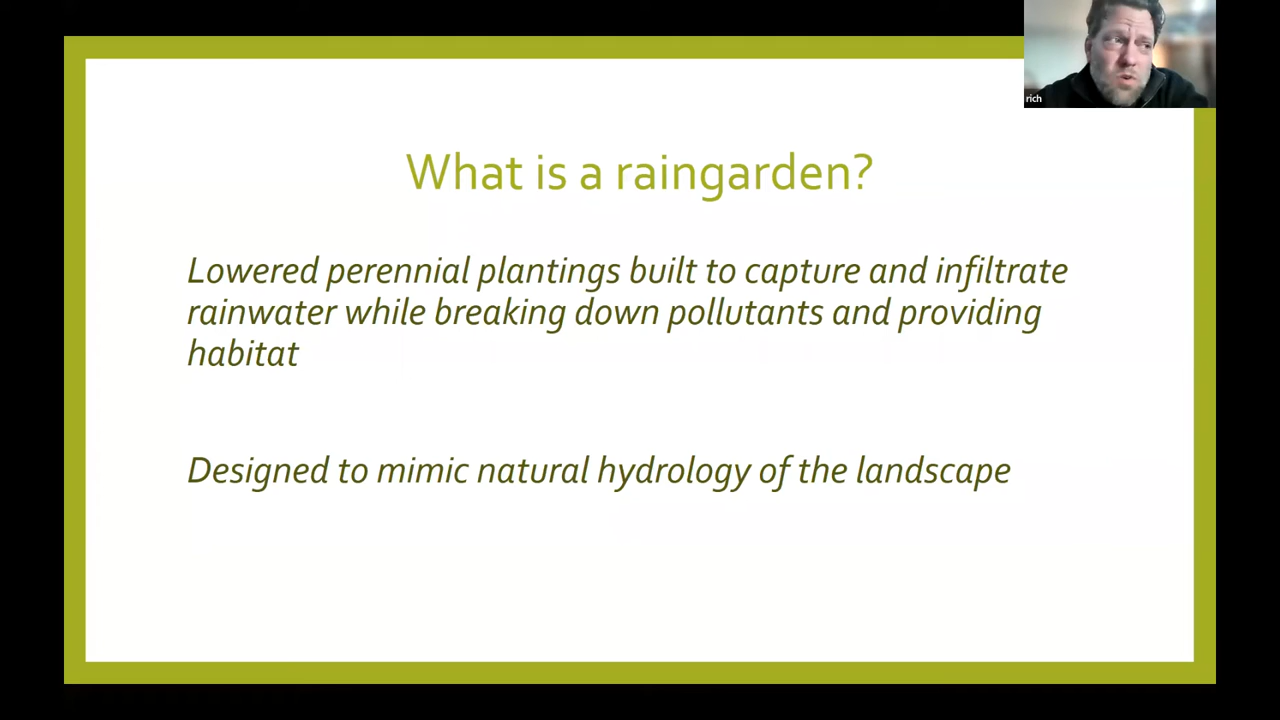 rich
What is a raingarden?
Lowered perennial plantings built to capture and infiltrate
rainwater while breaking down pollutants and providing
habitat
Designed to mimic natural hydrology of the landscape